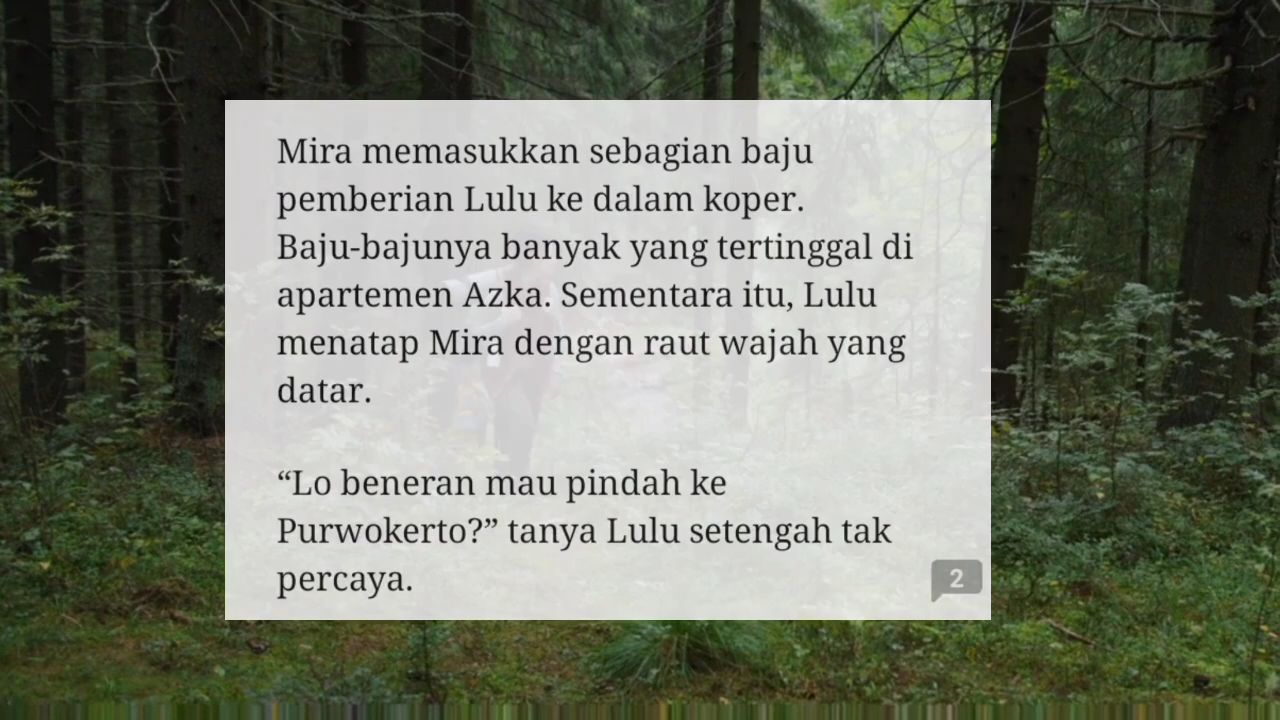 Mira memasukkan sebagian baju
pemberian Lulu ke dalam koper.
Baju-bajunya banyak yang tertinggal di
apartemen Azka. Sementara itu, Lulu
menatap Mira dengan raut wajah yang
datar.
“Lo beneran mau pindah ke
Purwokerto?” tanya Lulu setengah tak
percaya.
2